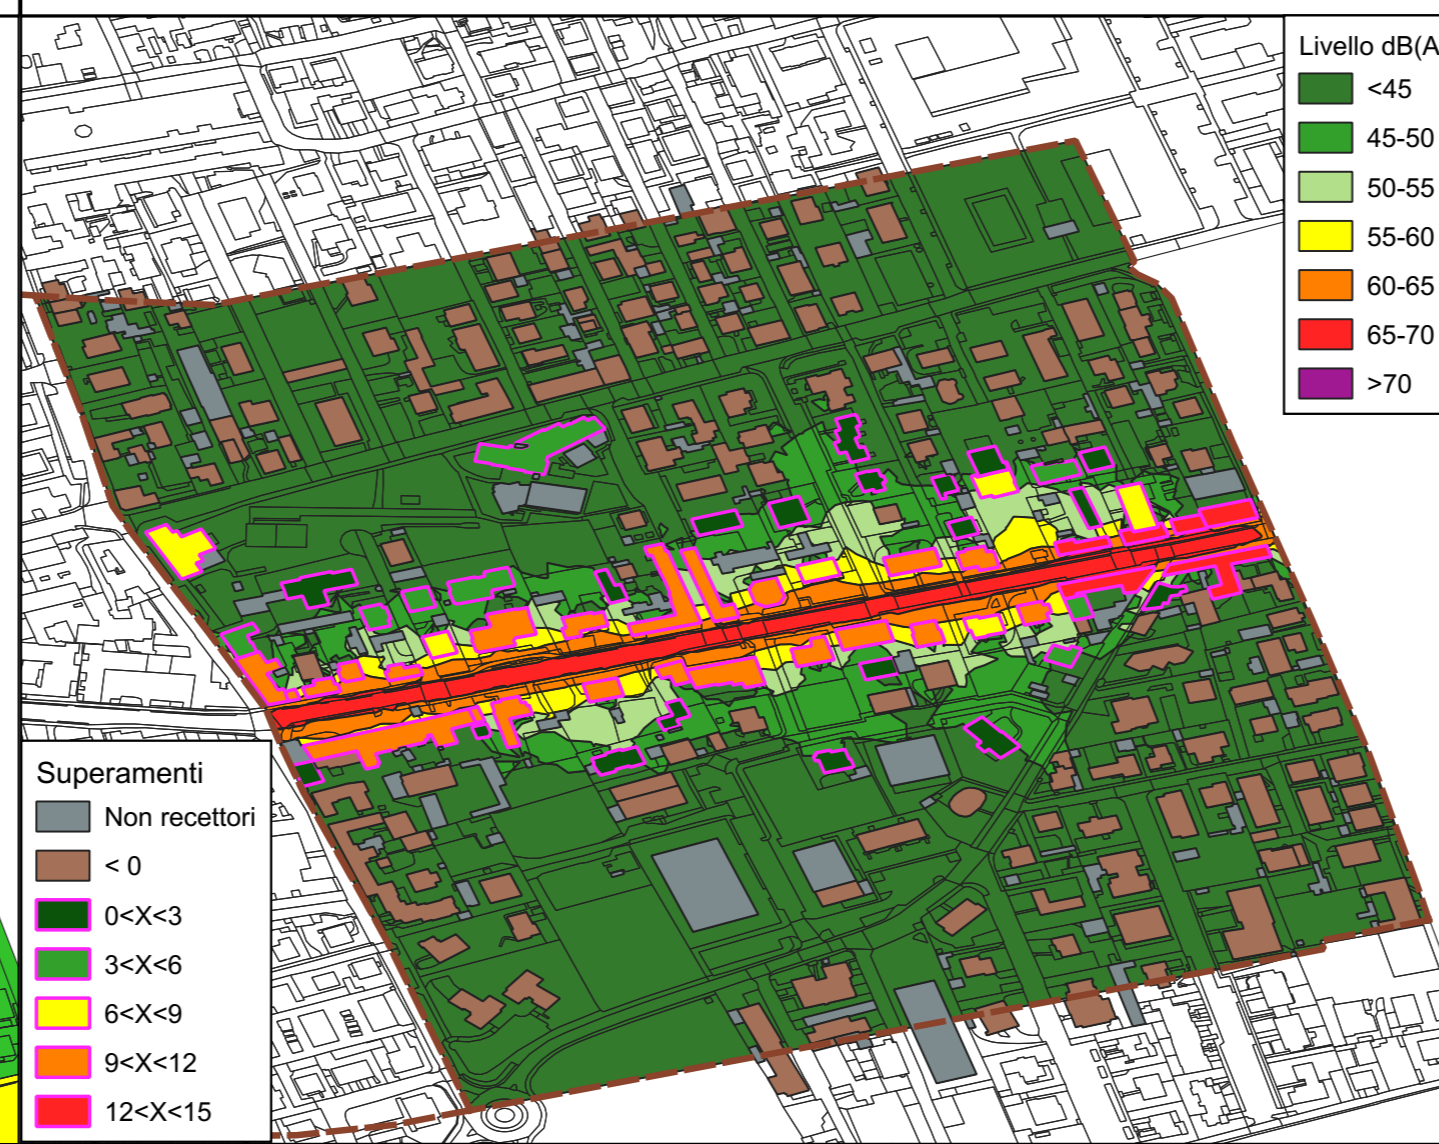 Livello dB(A
<45
45-50
50-55
55-60
60-65
65-70
>70
Superamenti
Non recettori
< 0
0<X<3
3<X<6
6<X<9
9<X<12
12<X<15